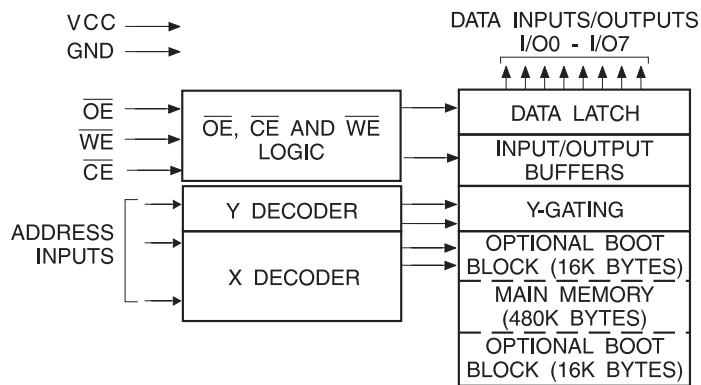 VCC
GND
OE
WE
CE
OE, CE AND WE
LOGIC
ADDRESS
INPUTS
Y DECODER
X DECODER
DATA INPUTS/OUTPUTS
I/O0 - I/O7
DATA LATCH
INPUT/OUTPUT
BUFFERS
Y-GATING
OPTIONAL BOOT
BLOCK (16K BYTES)
MAIN MEMORY
(480K BYTES)
OPTIONAL BOOT
BLOCK (16K BYTES)